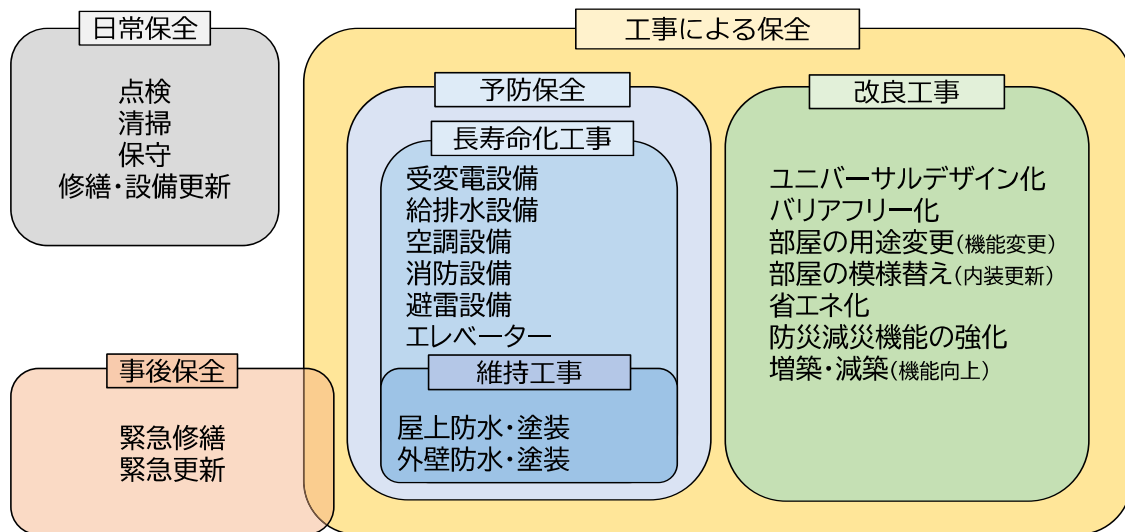 日常保全
点検
清掃
保守
修繕・設備更新
工事による保全
予防保全
長寿命化工事
受変電設備
給排水設備
空調設備
消防設備
避雷設備
エレベーター
維持工事
屋上防水・塗装
外壁防水・塗装
改良工事
ユニバーサルデザイン化
バリアフリー化
部屋の用途変更(機能変更)
部屋の模様替え(内装更新)
省エネ化
防災減災機能の強化
増築・減築(機能向上)
事後保全
緊急修繕
緊急更新